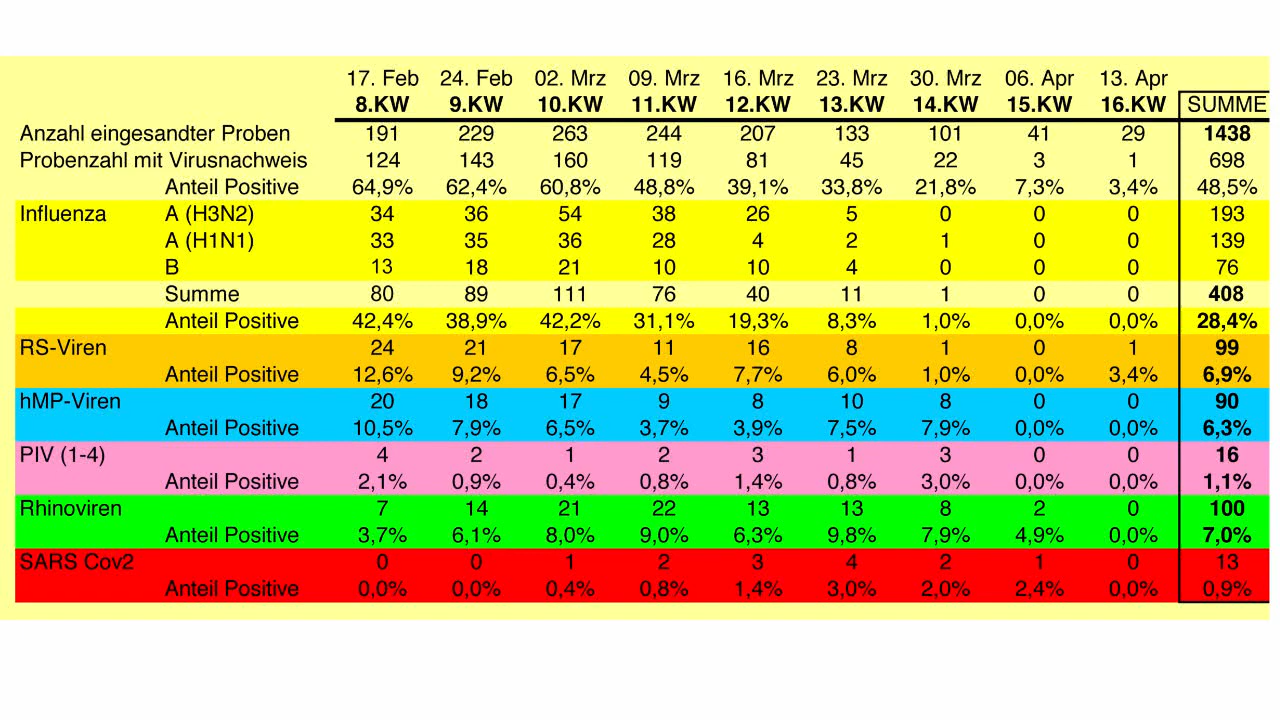 17. Feb 24. Feb 02. Mrz 09. Mrz 16. Mrz 23. Mrz 30. Mrz 06. Apr 13. Apr
8.KW 9.KW 10.KW 11.KW 12.KW 13.KW 14.KW 15.KW 16.KW SUMME
Anzahl eingesandter Proben 191 229 263 244 207 133 101 41 29 1438
Probenzahl mit Virusnachweis 124 143 160 119 81 45 22 3 1 698
Anteil Positive 64,9% 62,4% 60,8% 48,8% 39,1% 33,8% 21,8% 7,3% 3,4% 48,5%
Influenza A (H3N2) 34 36 54 38 26 5 0 0 0 193
A (H1N1) 33 35 36 28 4 2 1 0 0 139
B 13 18 21 10 10 4 0 0 0 76
Summe 80 89 111 76 40 11 1 0 0 408
Anteil Positive 42,4% 38,9% 42,2% 31,1% 19,3% 8,3% 1,0% 0,0% 0,0% 28,4%
RS-Viren 24 21 17 11 16 8 1 0 1 99
Anteil Positive 12,6% 9,2% 6,5% 4,5% 7,7% 6,0% 1,0% 0,0% 3,4% 6,9%
hMP-Viren 20 18 17 9 8 10 8 0 0 90
Anteil Positive 10,5% 7,9% 6,5% 3,7% 3,9% 7,5% 7,9% 0,0% 0,0% 6,3%
PIV (1-4) 4 2 1 2 3 1 3 0 0 16
Anteil Positive 2,1% 0,9% 0,4% 0,8% 1,4% 0,8% 3,0% 0,0% 0,0% 1,1%
Rhinoviren 7 14 21 22 13 13 8 2 0 100
Anteil Positive 3,7% 6,1% 8,0% 9,0% 6,3% 9,8% 7,9% 4,9% 0,0% 7,0%
SARS Cov2 0 0 1 2 3 4 2 1 0 13
Anteil Positive 0,0% 0,0% 0,4% 0,8% 1,4% 3,0% 2,0% 2,4% 0,0% 0,9%